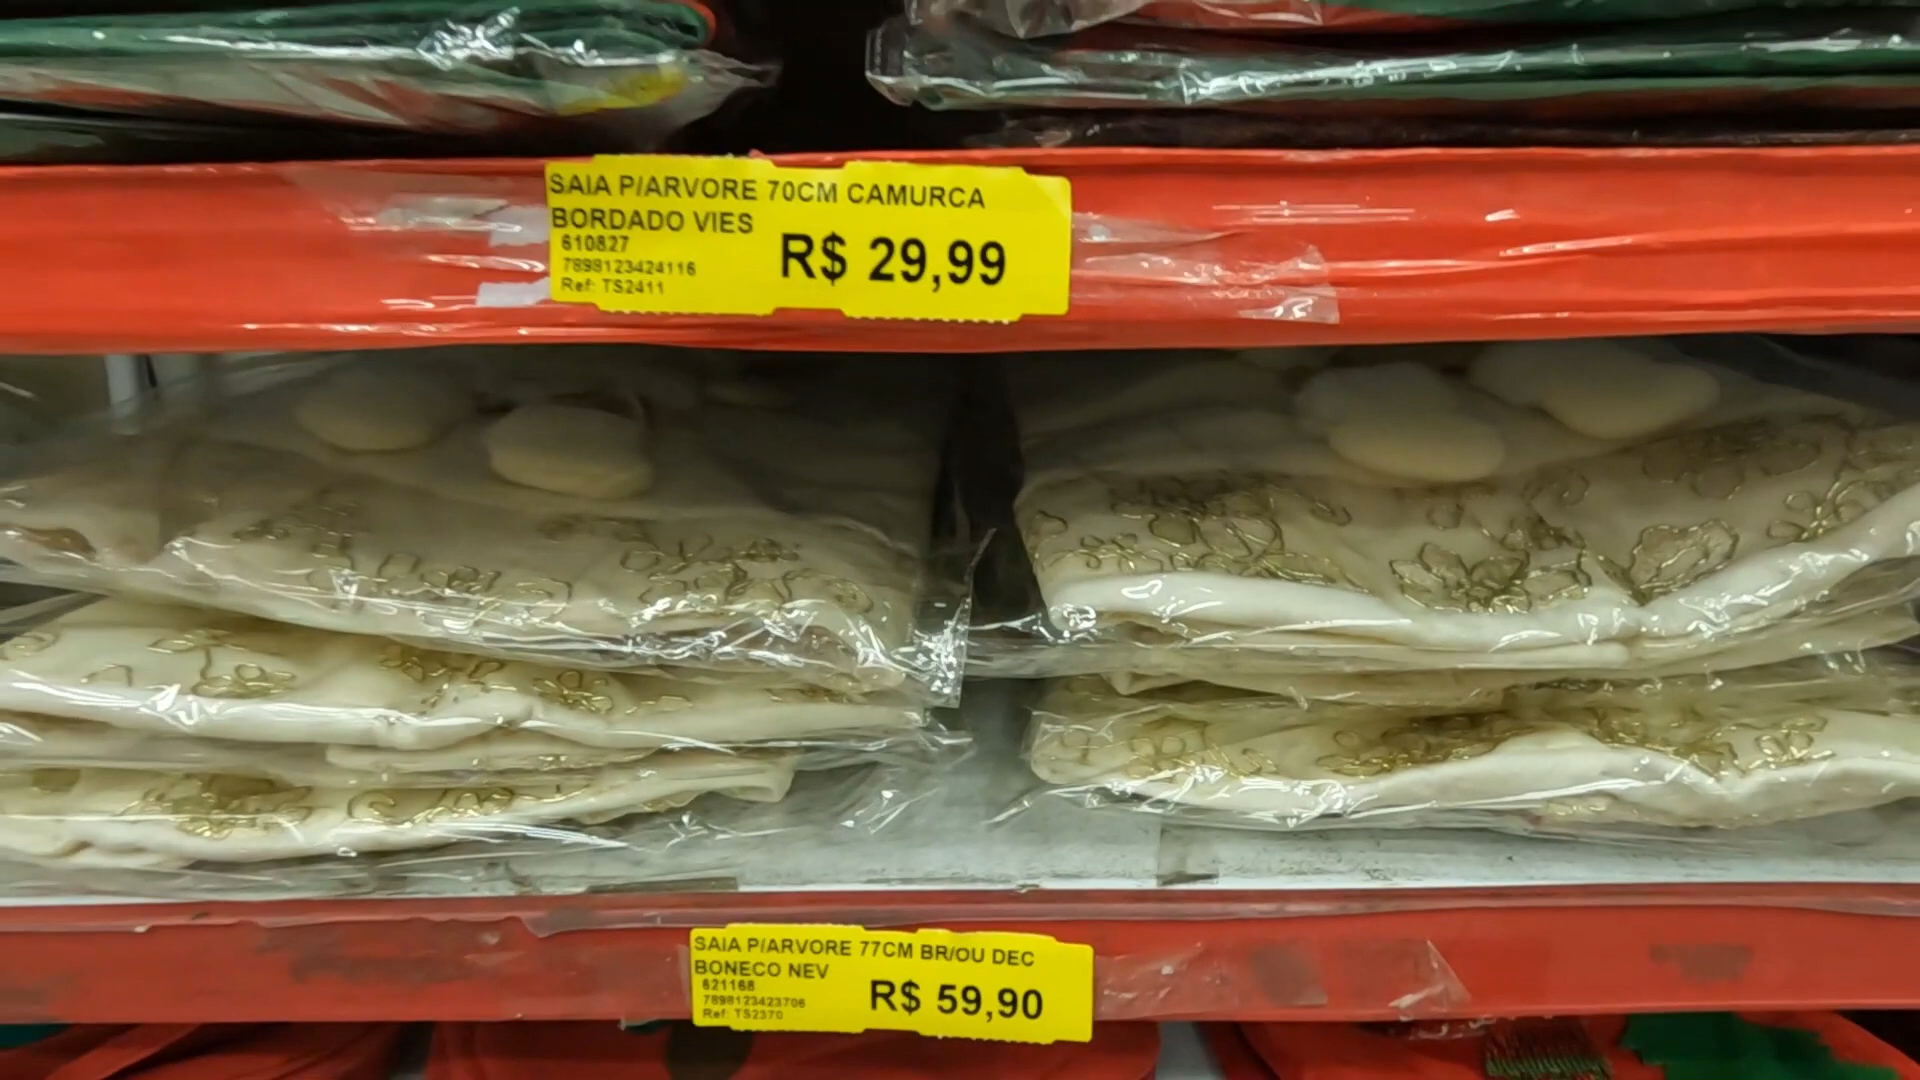 SAIA P/ARVORE 70CM CAMURCA
BORDADO VIES
610827
7898123424116
Ref: TS2411
R$ 29,99
SAIA P/ARVORE 77CM BR/OU DEC
BONECO NEV
621168
7898123423706
Ref: TS2370
R$ 59,90